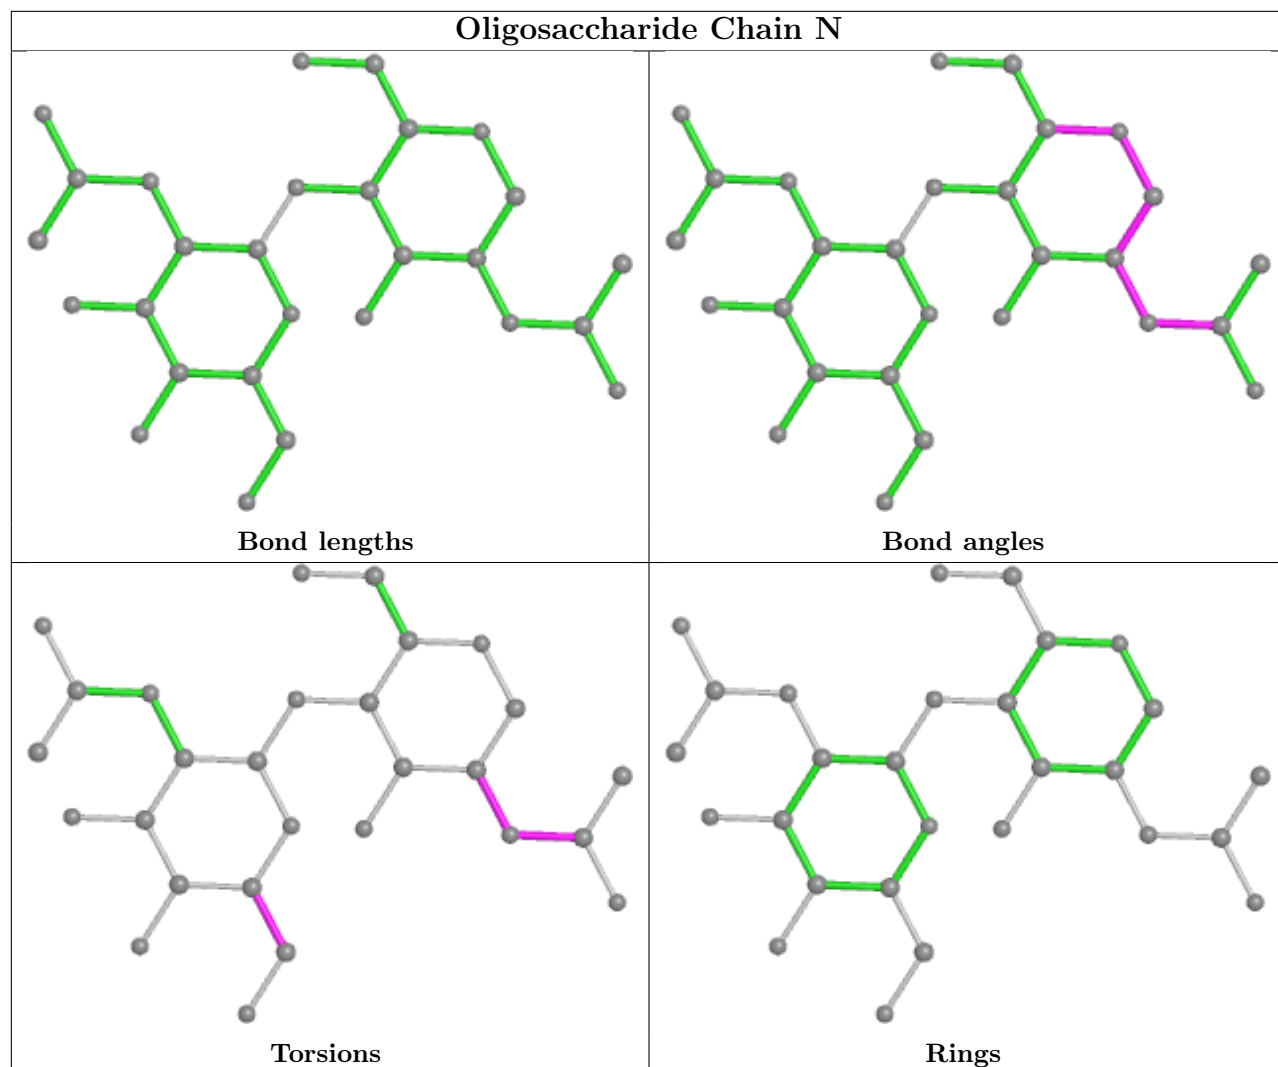 Oligosaccharide Chain N
Bond lengths
Bond angles
Torsions
Rings